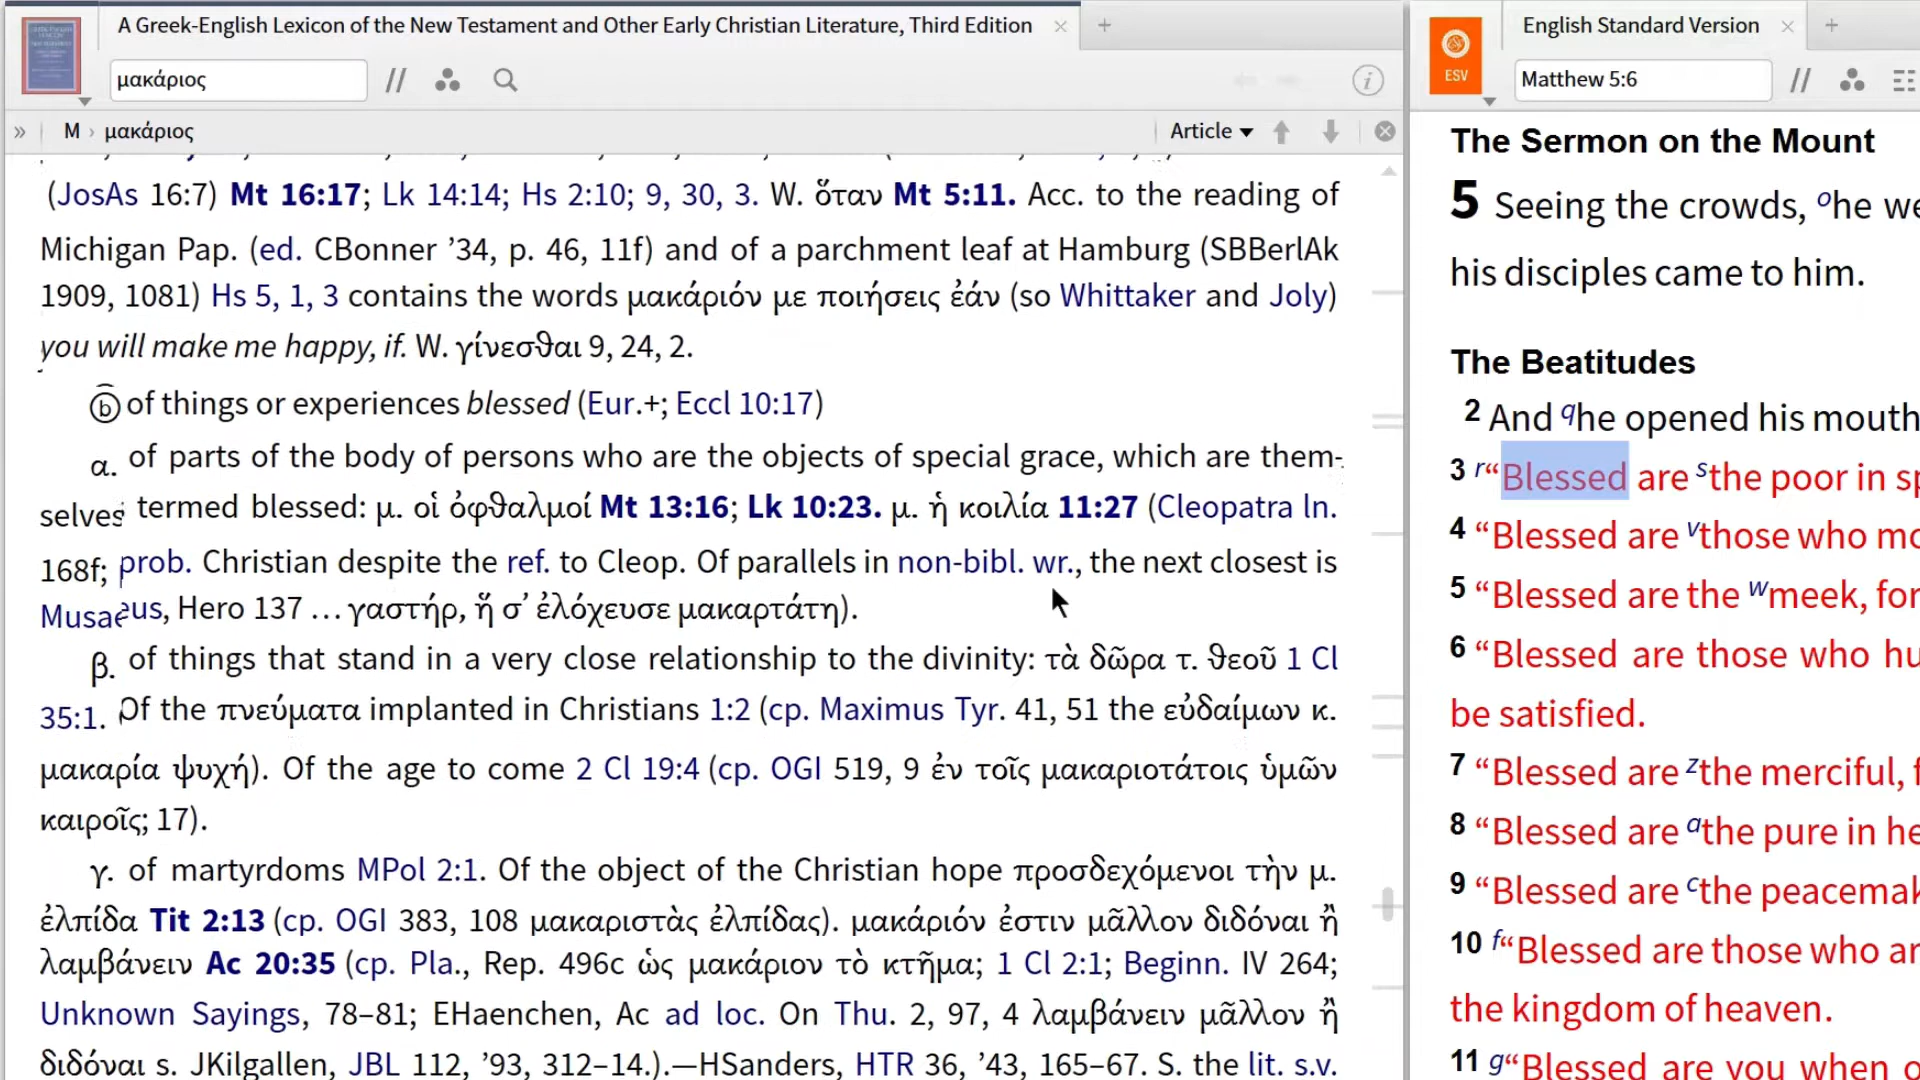 A Greek-English Lexicon of the New Testament and Other Early Christian Literature, Third Edition
μακάριος
M › μακάριος
Article
(JosAs 16:7) Mt 16:17; Lk 14:14; Hs 2:10; 9, 30, 3. W. ὅταν Mt 5:11. Acc. to the reading of
Michigan Pap. (ed. CBonner ’34, p. 46, 11f) and of a parchment leaf at Hamburg (SBBerlAk
1909, 1081) Hs 5, 1, 3 contains the words μακάριόν με ποιήσεις ἐάν (so Whittaker and Joly)
you will make me happy, if. W. γίνεσθαι 9, 24, 2.
ⓑ of things or experiences blessed (Eur.+; Eccl 10:17)
α. of parts of the body of persons who are the objects of special grace, which are them-
selves termed blessed: μ. οἱ ὀφθαλμοί Mt 13:16; Lk 10:23. μ. ἡ κοιλία 11:27 (Cleopatra ln.
168f; prob. Christian despite the ref. to Cleop. Of parallels in non-bibl. wr., the next closest is
Musaeus, Hero 137 … γαστήρ, ἥ σ’ ἐλόχευσε μακαρτάτη).
β. of things that stand in a very close relationship to the divinity: τὰ δῶρα τ. θεοῦ 1 Cl
35:1. Of the πνεύματα implanted in Christians 1:2 (cp. Maximus Tyr. 41, 51 the εὐδαίμων κ.
μακαρία ψυχή). Of the age to come 2 Cl 19:4 (cp. OGI 519, 9 ἐν τοῖς μακαριοτάτοις ὑμῶν
καιροῖς; 17).
γ. of martyrdoms MPol 2:1. Of the object of the Christian hope προσδεχόμενοι τὴν μ.
ἐλπίδα Tit 2:13 (cp. OGI 383, 108 μακαριστὰς ἐλπίδας). μακάριόν ἐστιν μᾶλλον διδόναι ἢ
λαμβάνειν Ac 20:35 (cp. Pla., Rep. 496c ὡς μακάριον τὸ κτῆμα; 1 Cl 2:1; Beginn. IV 264;
Unknown Sayings, 78–81; EHaenchen, Ac ad loc. On Thu. 2, 97, 4 λαμβάνειν μᾶλλον ἢ
διδόναι s. JKilgallen, JBL 112, ’93, 312–14.).—HSanders, HTR 36, ’43, 165–67. S. the lit. s.v.
English Standard Version
ESV
Matthew 5:6
The Sermon on the Mount
5 Seeing the crowds, o he we
his disciples came to him.
The Beatitudes
2 And q he opened his mouth
3 r “Blessed are s the poor in sp
4 “Blessed are v those who mo
5 “Blessed are the w meek, for
6 “Blessed are those who hu
be satisfied.
7 “Blessed are z the merciful, f
8 “Blessed are a the pure in he
9 “Blessed are c the peacemak
10 f “Blessed are those who ar
the kingdom of heaven.
11 g “Blessed are you when o